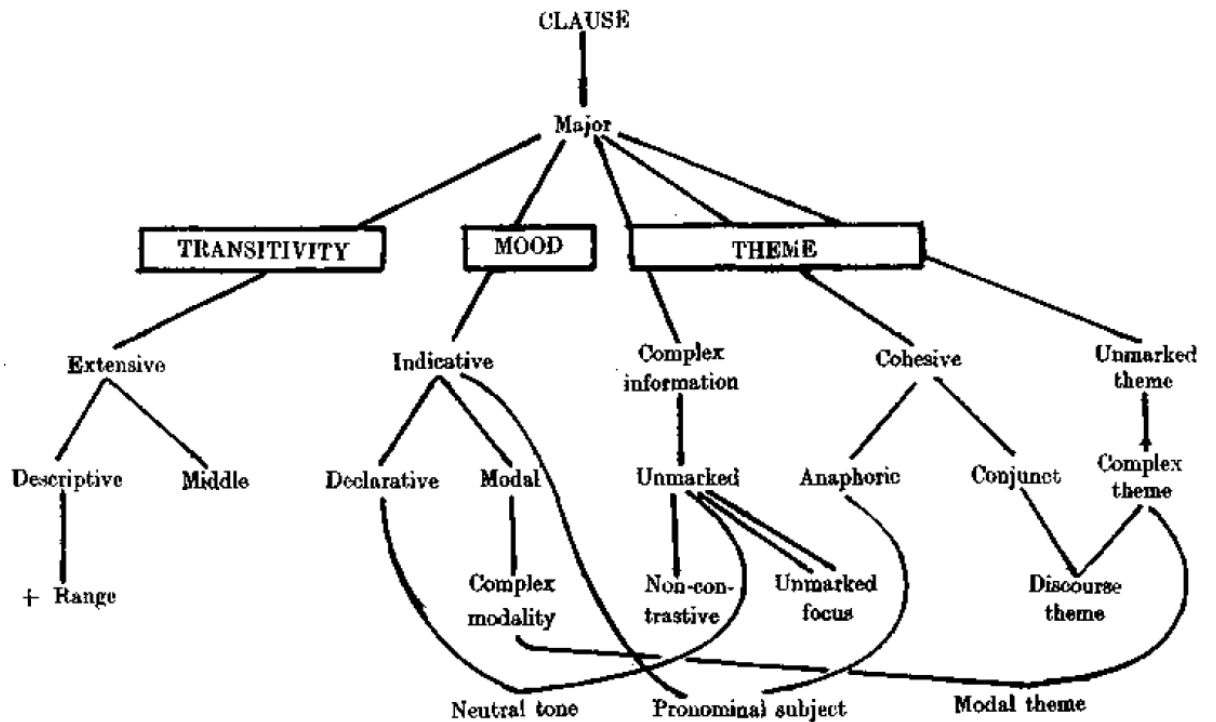 CLAUSE
Major
TRANSITIVITY
MOOD
THEME
Extensive
Indicative
Complex
information
Cohesive
Unmarked
theme
Descriptive
Middle
Declarative
Modal
Unmarked
Anaphoric
Conjunct
Complex
theme
+ Range
Complex
modality
Non-con-
trastive
Unmarked
focus
Discourse
theme
Neutral tone
Pronominal subject
Modal theme